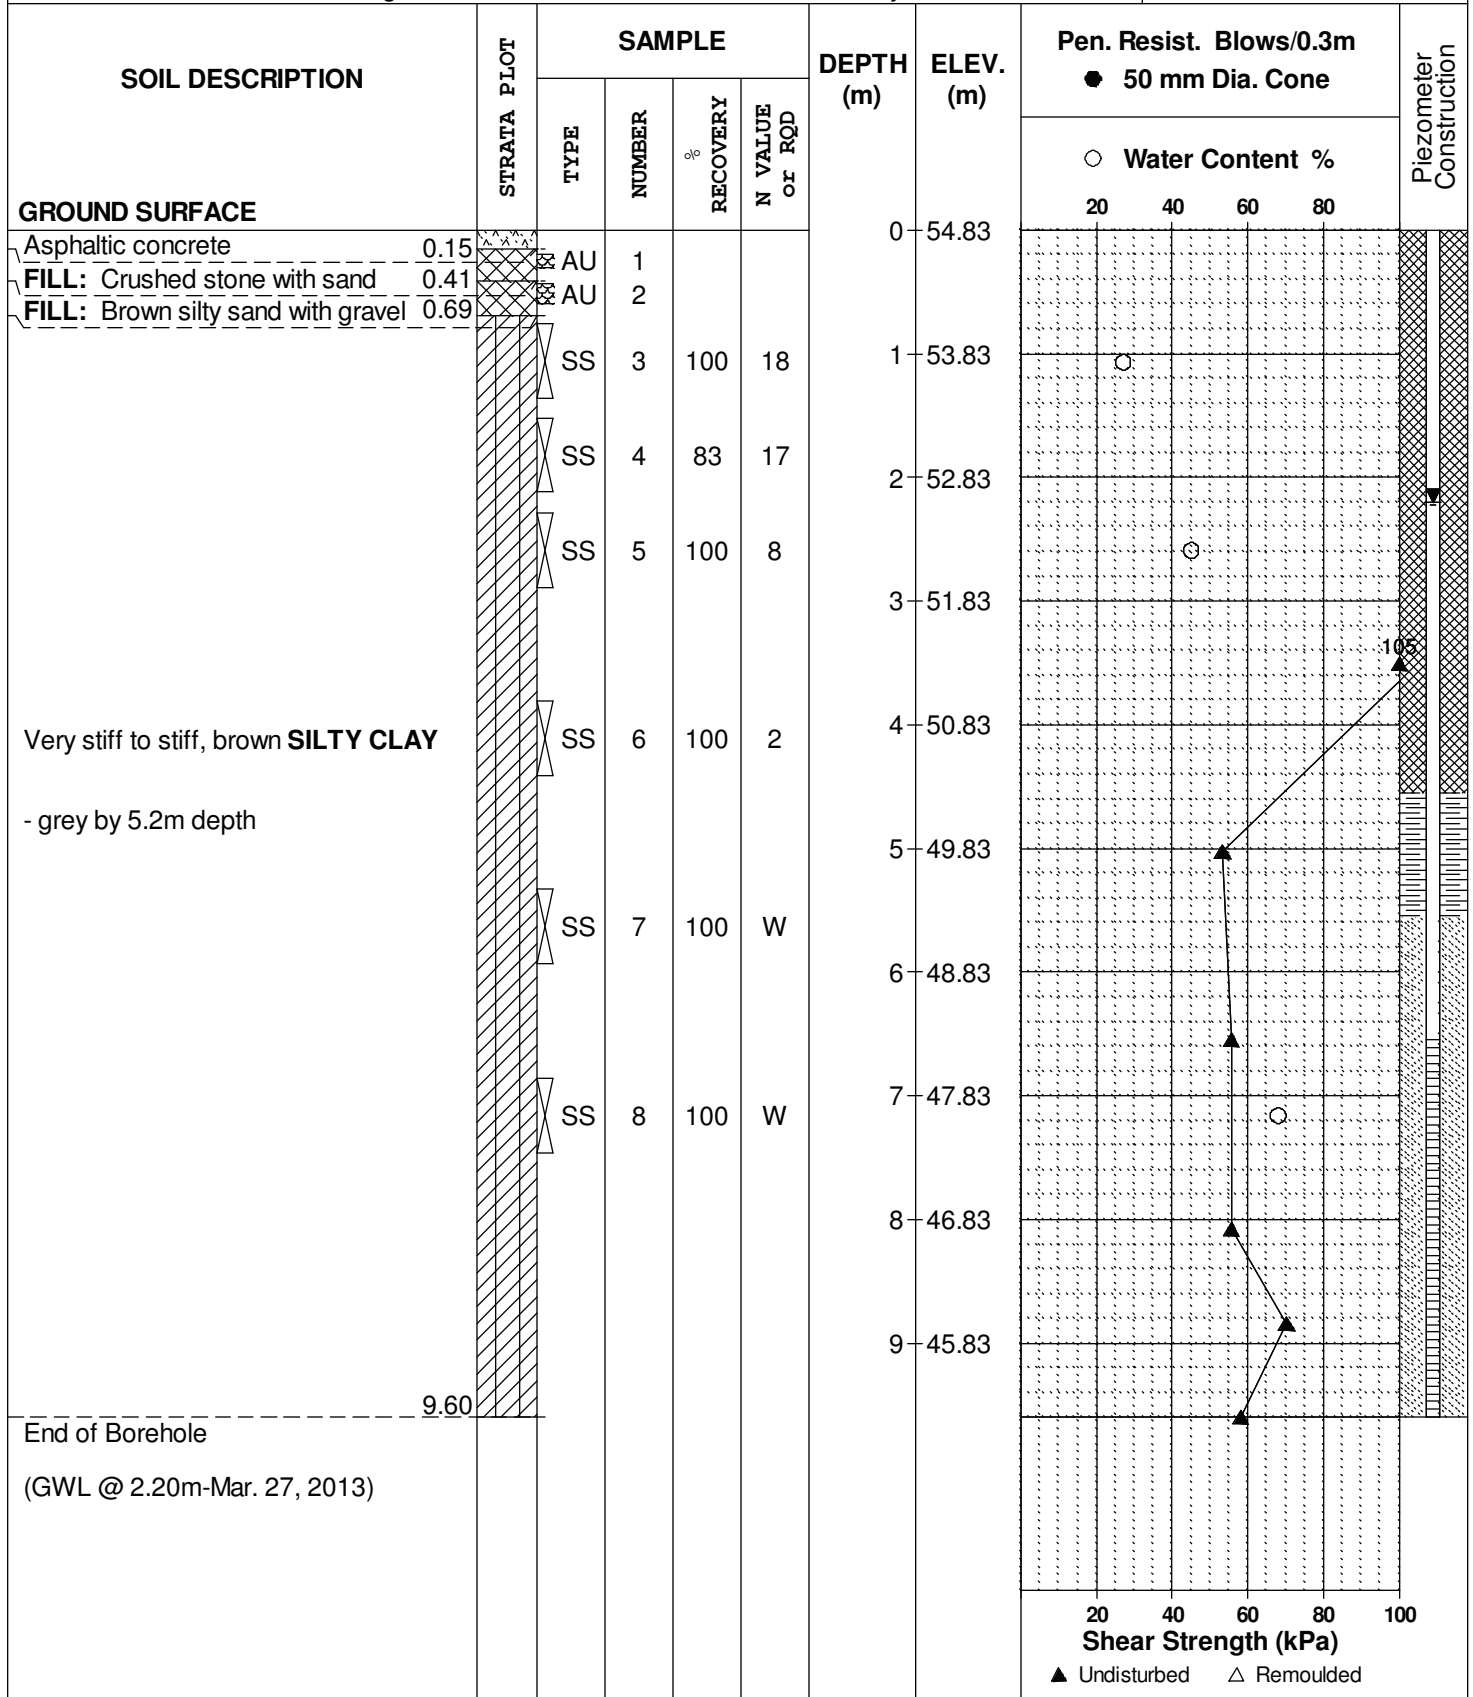 SOIL DESCRIPTION
GROUND SURFACE
STRATA PLOT
SAMPLE
TYPE
NUMBER
% RECOVERY
N VALUE or RQD
DEPTH (m)
ELEV. (m)
Pen. Resist. Blows/0.3m
● 50 mm Dia. Cone
○ Water Content %
20 40 60 80
Piezometer Construction
0 54.83
Asphaltic concrete 0.15
AU 1
FILL: Crushed stone with sand 0.41
AU 2
FILL: Brown silty sand with gravel 0.69
SS 3 100 18
1 53.83
SS 4 83 17
2 52.83
SS 5 100 8
3 51.83
105
Very stiff to stiff, brown SILTY CLAY
SS 6 100 2
4 50.83
- grey by 5.2m depth
5 49.83
SS 7 100 W
6 48.83
7 47.83
SS 8 100 W
8 46.83
9 45.83
9.60
End of Borehole
(GWL @ 2.20m-Mar. 27, 2013)
20 40 60 80 100
Shear Strength (kPa)
▲ Undisturbed △ Remoulded